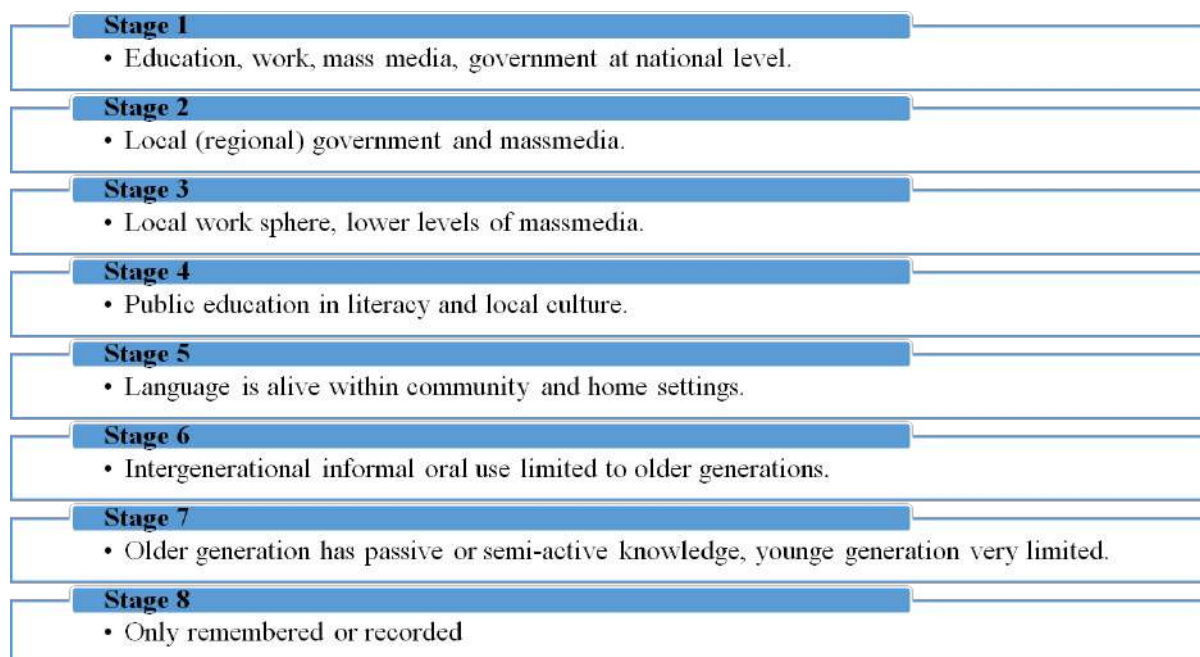 Stage 1
• Education, work, mass media, government at national level.
Stage 2
• Local (regional) government and massmedia.
Stage 3
• Local work sphere, lower levels of massmedia.
Stage 4
• Public education in literacy and local culture.
Stage 5
• Language is alive within community and home settings.
Stage 6
• Intergenerational informal oral use limited to older generations.
Stage 7
• Older generation has passive or semi-active knowledge, younge generation very limited.
Stage 8
• Only remembered or recorded